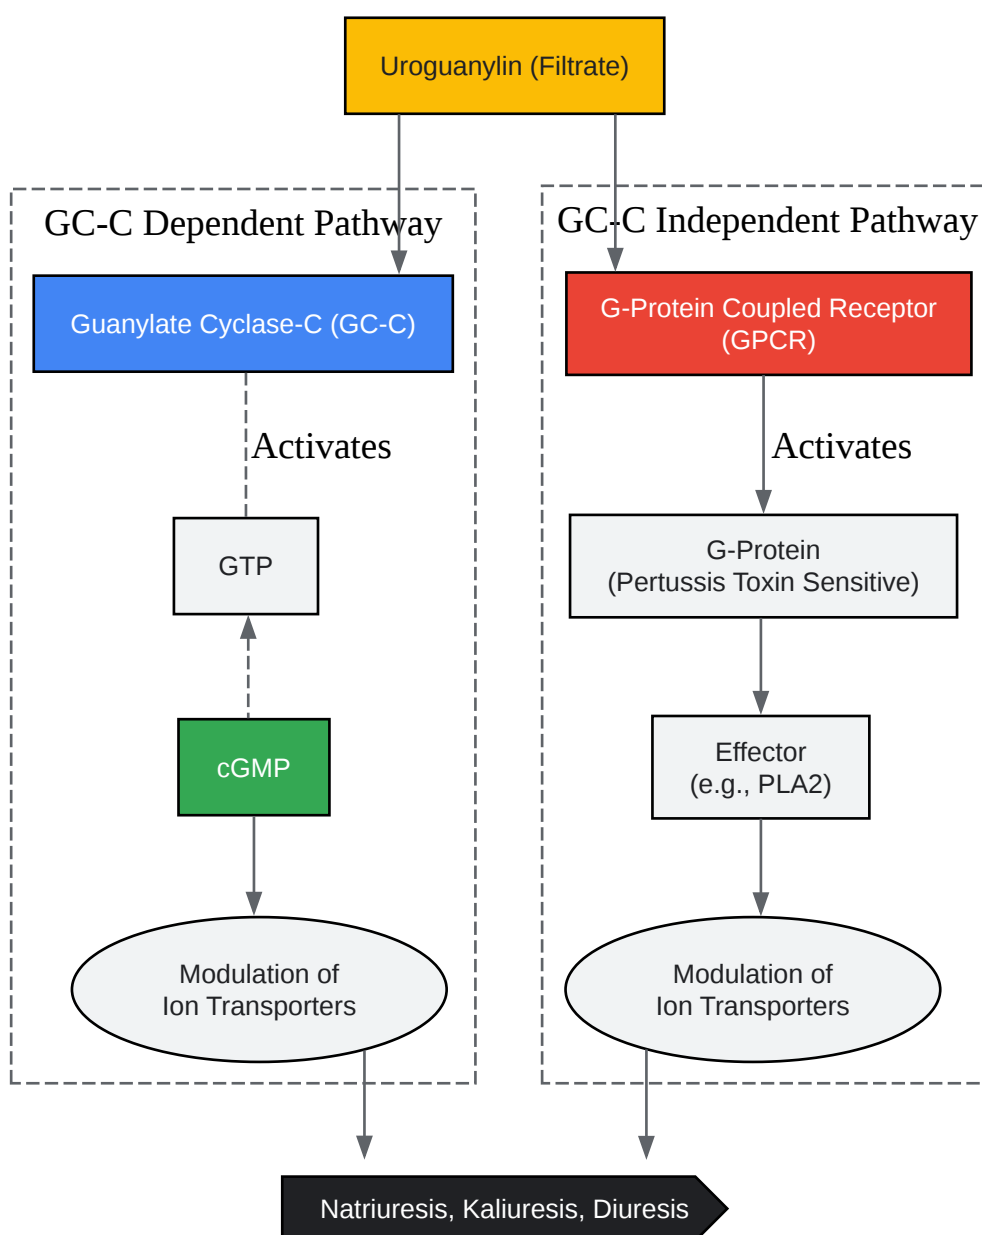 Uroguanylin (Filtrate)
GC-C Dependent Pathway
Guanylate Cyclase-C (GC-C)
Activates
GTP
cGMP
Modulation of
Ion Transporters
GC-C Independent Pathway
G-Protein Coupled Receptor
(GPCR)
Activates
G-Protein
(Pertussis Toxin Sensitive)
Effector
(e.g., PLA2)
Modulation of
Ion Transporters
Natriuresis, Kaliuresis, Diuresis